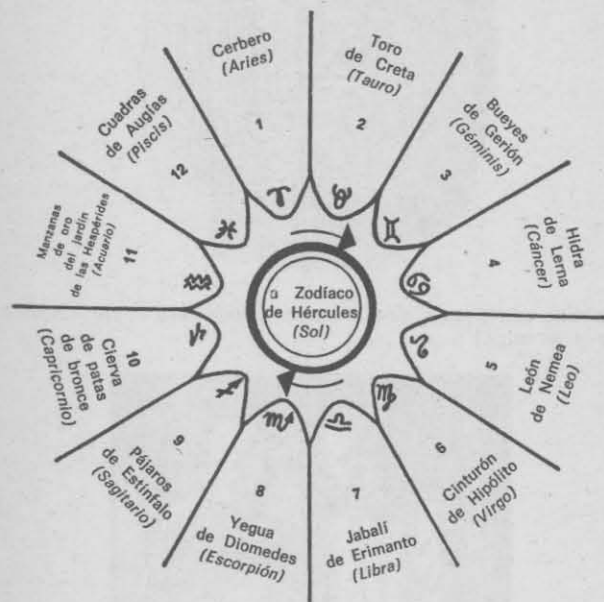 Cerbero
(Aries)
1
Toro
de Creta
(Tauro)
2
Bueyes
de Gerión
(Géminis)
3
Hidra
de Lerna
(Cáncer)
4
León
de Nemea
(Leo)
5
Cinturón
de Hipólito
(Virgo)
6
Jabalí
de Erimanto
(Libra)
7
Yegua
de Diomedes
(Escorpión)
8
Pájaros
de Estínfalo
(Sagitario)
9
Cierva
de patas
de bronce
(Capricornio)
10
Manzanas
de oro
del jardín
de las Hespérides
(Acuario)
11
Cuadras
de Augías
(Piscis)
12
Zodíaco
de Hércules
(Sol)